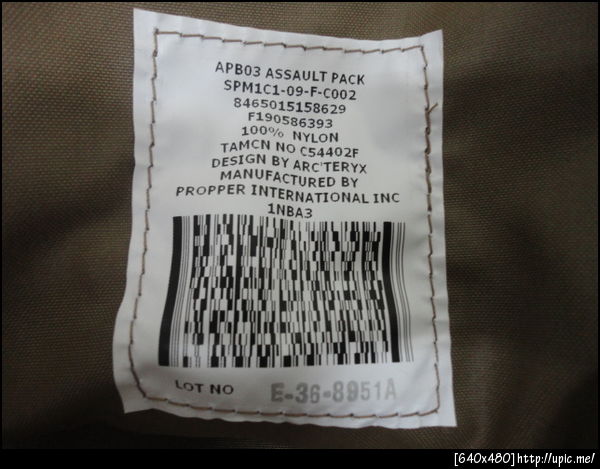 APB03 ASSAULT PACK
SPM1C1-09-F-C002
8465015158629
F190586393
100% NYLON
TAMCN NO C54402F
DESIGN BY ARC'TERYX
MANUFACTURED BY
PROPPER INTERNATIONAL INC
1NBA3
LOT NO E-36-8951A
[640x480]http://upic.me/